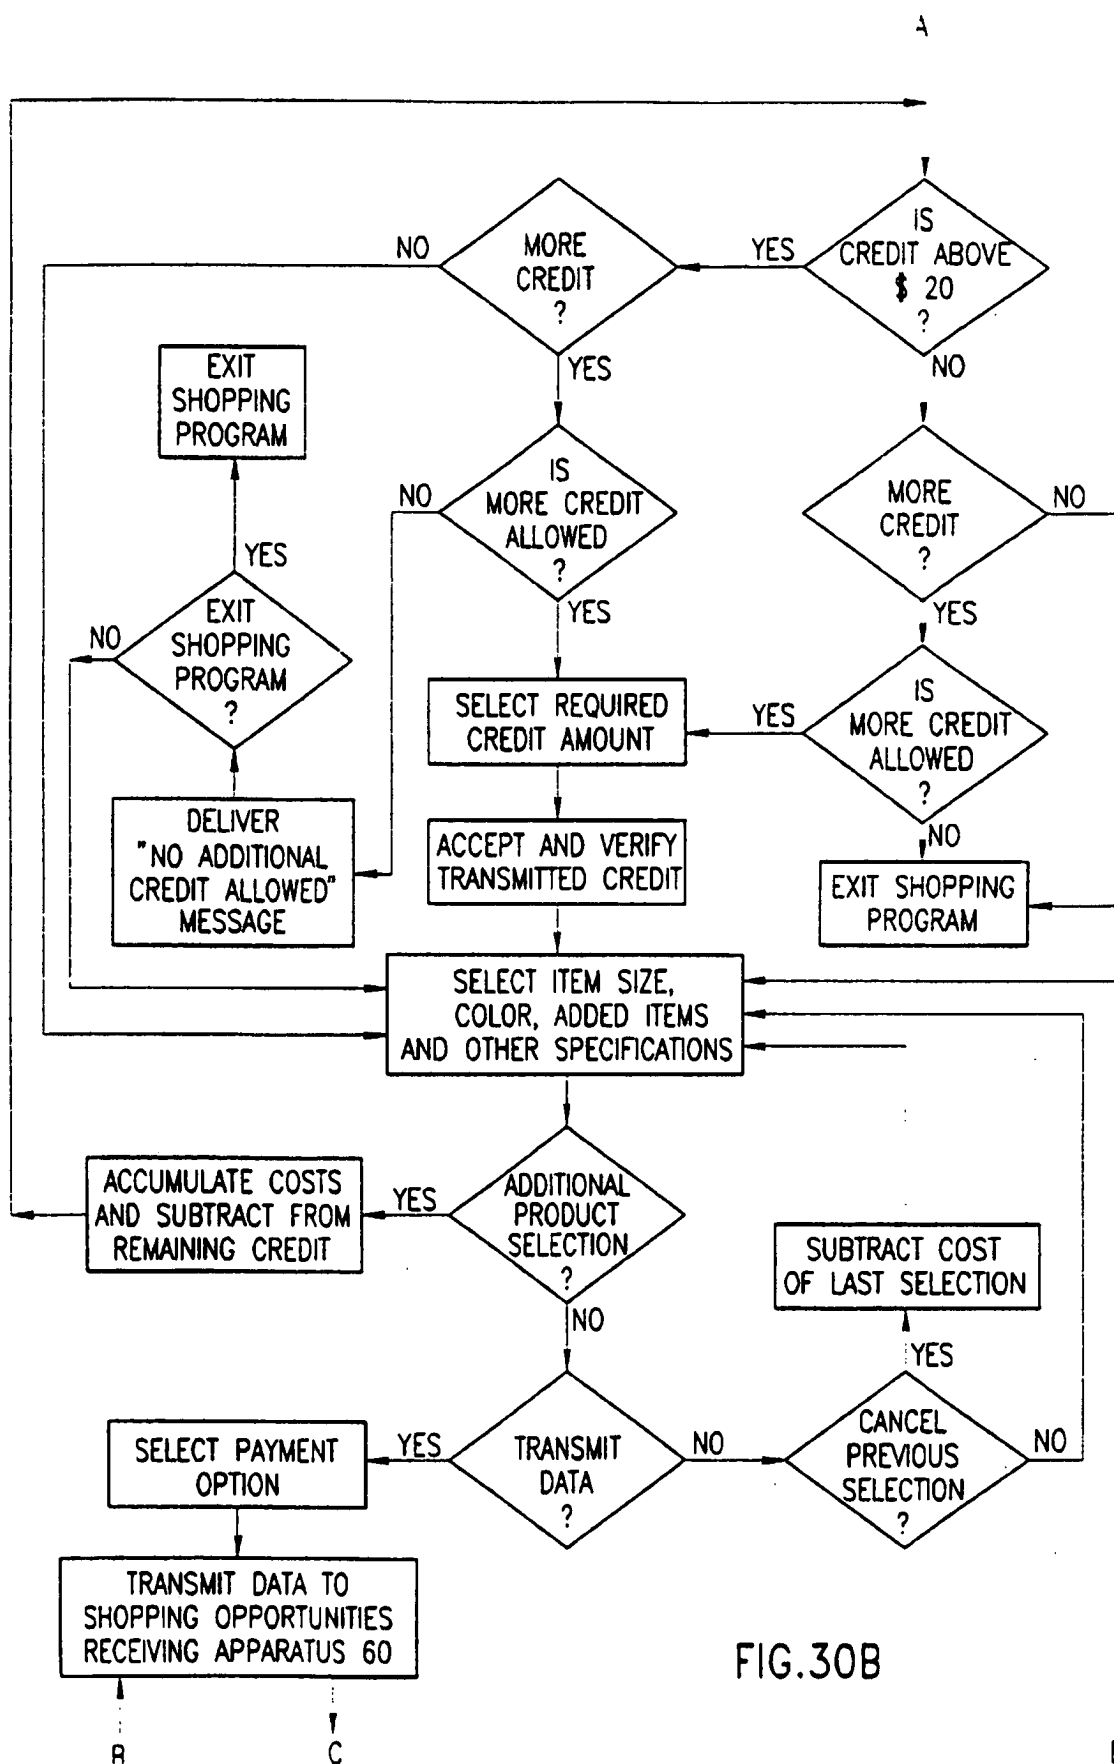 A
IS
CREDIT ABOVE
$ 20
?
YES
NO
MORE
CREDIT
?
NO
YES
EXIT
SHOPPING
PROGRAM
IS
MORE CREDIT
ALLOWED
?
NO
YES
MORE
CREDIT
?
NO
YES
YES
EXIT
SHOPPING
PROGRAM
?
NO
SELECT REQUIRED
CREDIT AMOUNT
YES
IS
MORE CREDIT
ALLOWED
?
NO
DELIVER
"NO ADDITIONAL
CREDIT ALLOWED"
MESSAGE
ACCEPT AND VERIFY
TRANSMITTED CREDIT
EXIT SHOPPING
PROGRAM
SELECT ITEM SIZE,
COLOR, ADDED ITEMS
AND OTHER SPECIFICATIONS
ACCUMULATE COSTS
AND SUBTRACT FROM
REMAINING CREDIT
YES
ADDITIONAL
PRODUCT
SELECTION
?
NO
SUBTRACT COST
OF LAST SELECTION
YES
SELECT PAYMENT
OPTION
YES
TRANSMIT
DATA
?
NO
CANCEL
PREVIOUS
SELECTION
?
NO
TRANSMIT DATA TO
SHOPPING OPPORTUNITIES
RECEIVING APPARATUS 60
FIG.30B
C